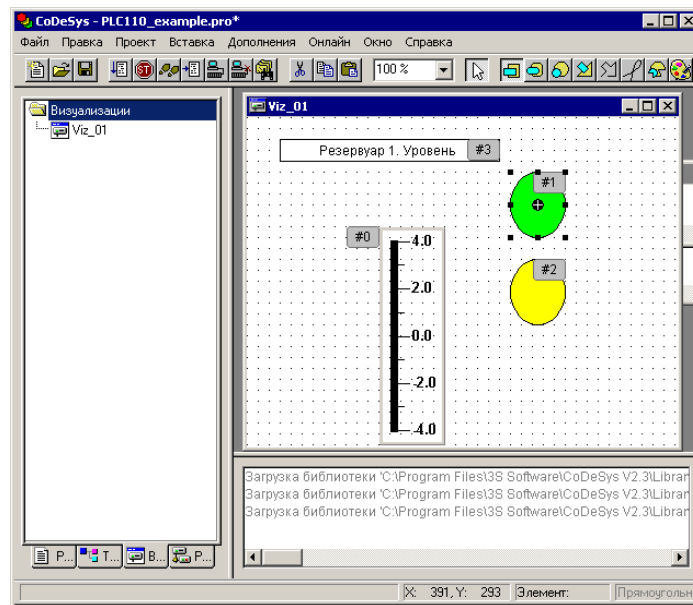 CoDeSys - PLC110_example.pro*
Файл Правка Проект Вставка Дополнения Онлайн Окно Справка
100 %
Визуализации
Viz_01
Viz_01
Резервуар 1. Уровень #3
#1
#0
4.0
#2
2.0
0.0
-2.0
-4.0
Загрузка библиотеки 'C:\Program Files\3S Software\CoDeSys V2.3\Librar
Загрузка библиотеки 'C:\Program Files\3S Software\CoDeSys V2.3\Librar
Загрузка библиотеки 'C:\Program Files\3S Software\CoDeSys V2.3\Librar
P... T... В... Р...
X: 391, Y: 293 Элемент: Прямоугольн